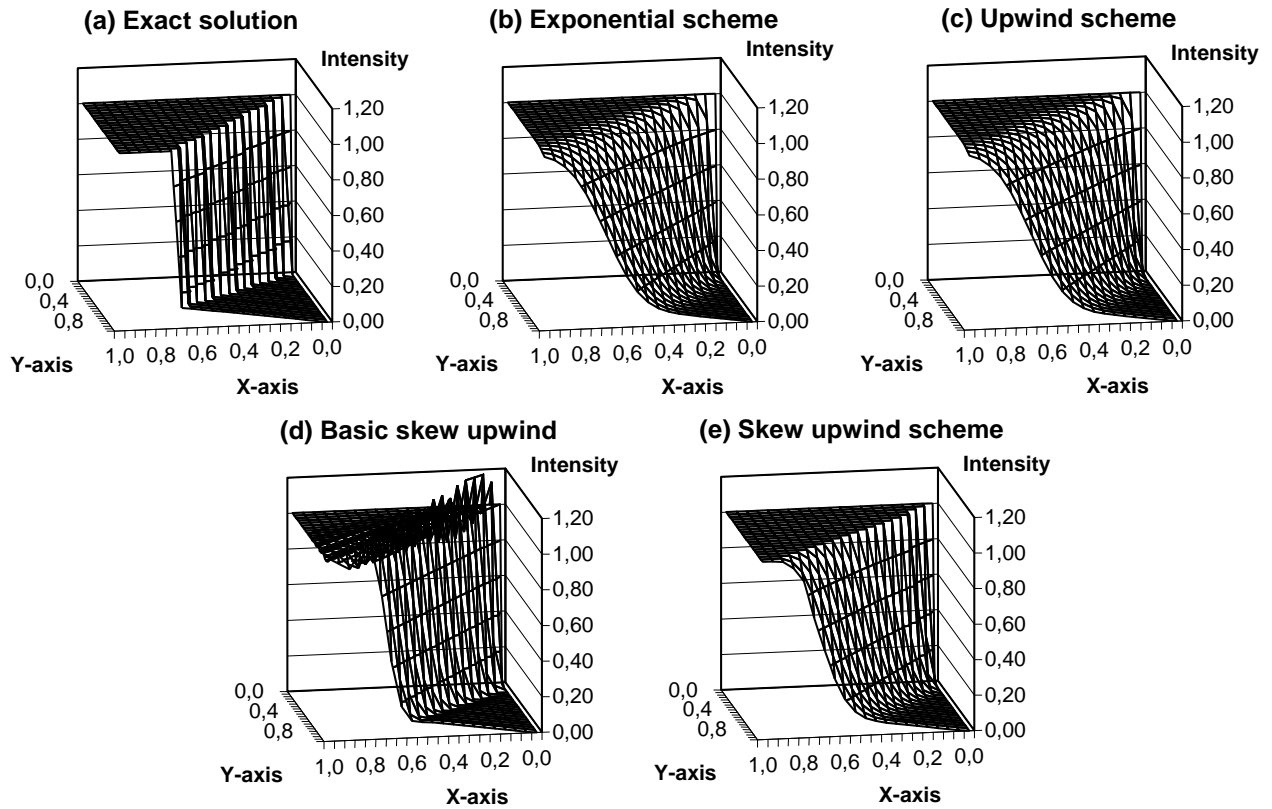 (a) Exact solution
Intensity
1,20
1,00
0,80
0,60
0,40
0,20
0,00
0,0
0,4
0,8
Y-axis
1,0 0,8 0,6 0,4 0,2 0,0
X-axis
(b) Exponential scheme
Intensity
1,20
1,00
0,80
0,60
0,40
0,20
0,00
0,0
0,4
0,8
Y-axis
1,0 0,8 0,6 0,4 0,2 0,0
X-axis
(c) Upwind scheme
Intensity
1,20
1,00
0,80
0,60
0,40
0,20
0,00
0,0
0,4
0,8
Y-axis
1,0 0,8 0,6 0,4 0,2 0,0
X-axis
(d) Basic skew upwind
Intensity
1,20
1,00
0,80
0,60
0,40
0,20
0,00
0,0
0,4
0,8
Y-axis
1,0 0,8 0,6 0,4 0,2 0,0
X-axis
(e) Skew upwind scheme
Intensity
1,20
1,00
0,80
0,60
0,40
0,20
0,00
0,0
0,4
0,8
Y-axis
1,0 0,8 0,6 0,4 0,2 0,0
X-axis